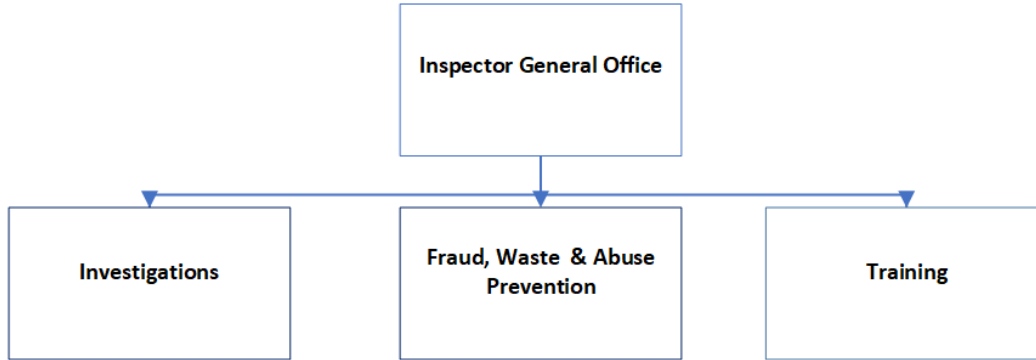 Inspector General Office
Investigations
Fraud, Waste & Abuse
Prevention
Training